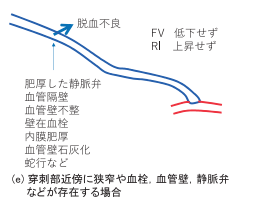 脱血不良
FV 低下せず
RI 上昇せず
肥厚した静脈弁
血管隔壁
血管壁不整
壁在血栓
内膜肥厚
血管壁石灰化
蛇行など
(e) 穿刺部近傍に狭窄や血栓，血管壁，静脈弁
などが存在する場合